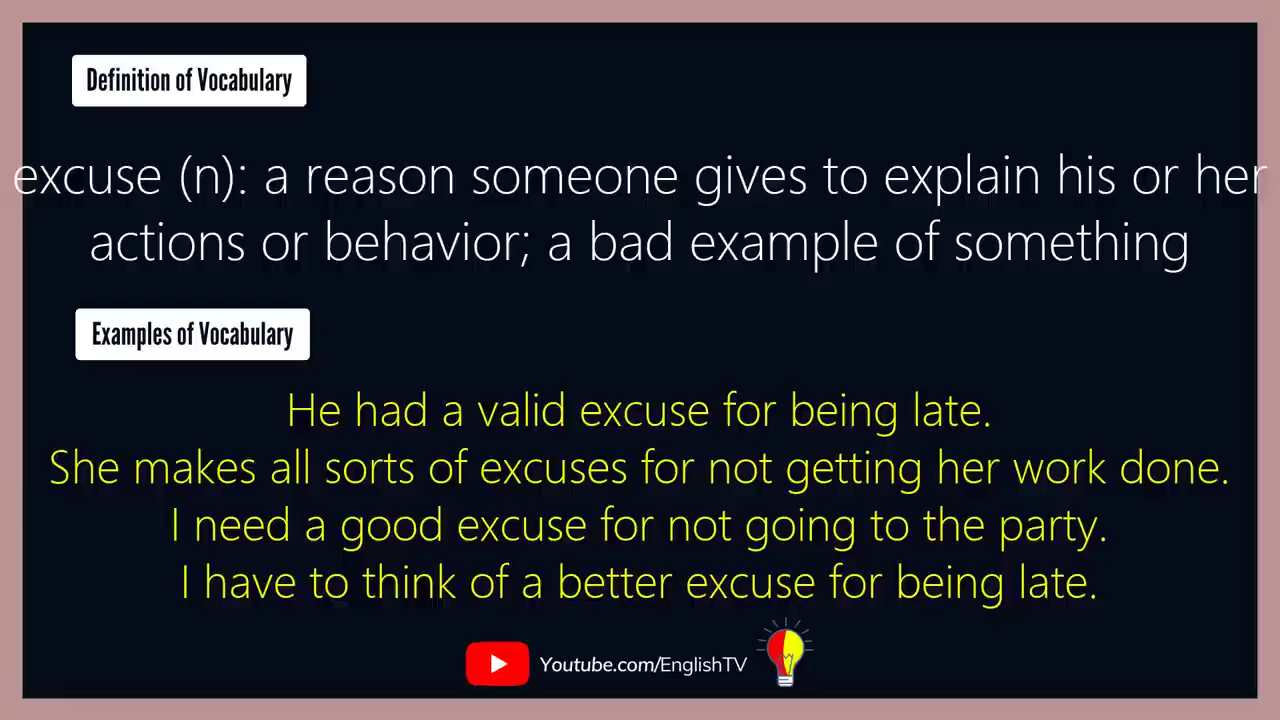 Definition of Vocabulary
excuse (n): a reason someone gives to explain his or her
actions or behavior; a bad example of something
Examples of Vocabulary
He had a valid excuse for being late.
She makes all sorts of excuses for not getting her work done.
I need a good excuse for not going to the party.
I have to think of a better excuse for being late.
Youtube.com/EnglishTV